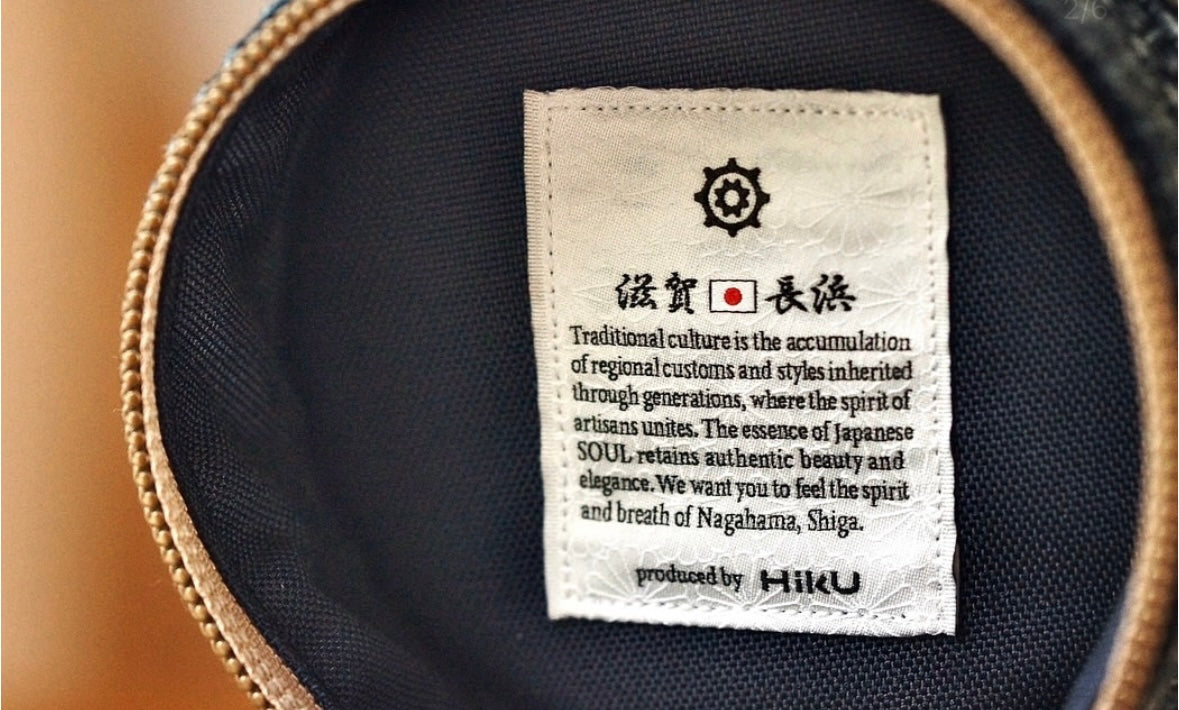 2/6
滋賀 長浜
Traditional culture is the accumulation
of regional customs and styles inherited
through generations, where the spirit of
artisans unites. The essence of Japanese
SOUL retains authentic beauty and
elegance. We want you to feel the spirit
and breath of Nagahama, Shiga.
produced by HikU